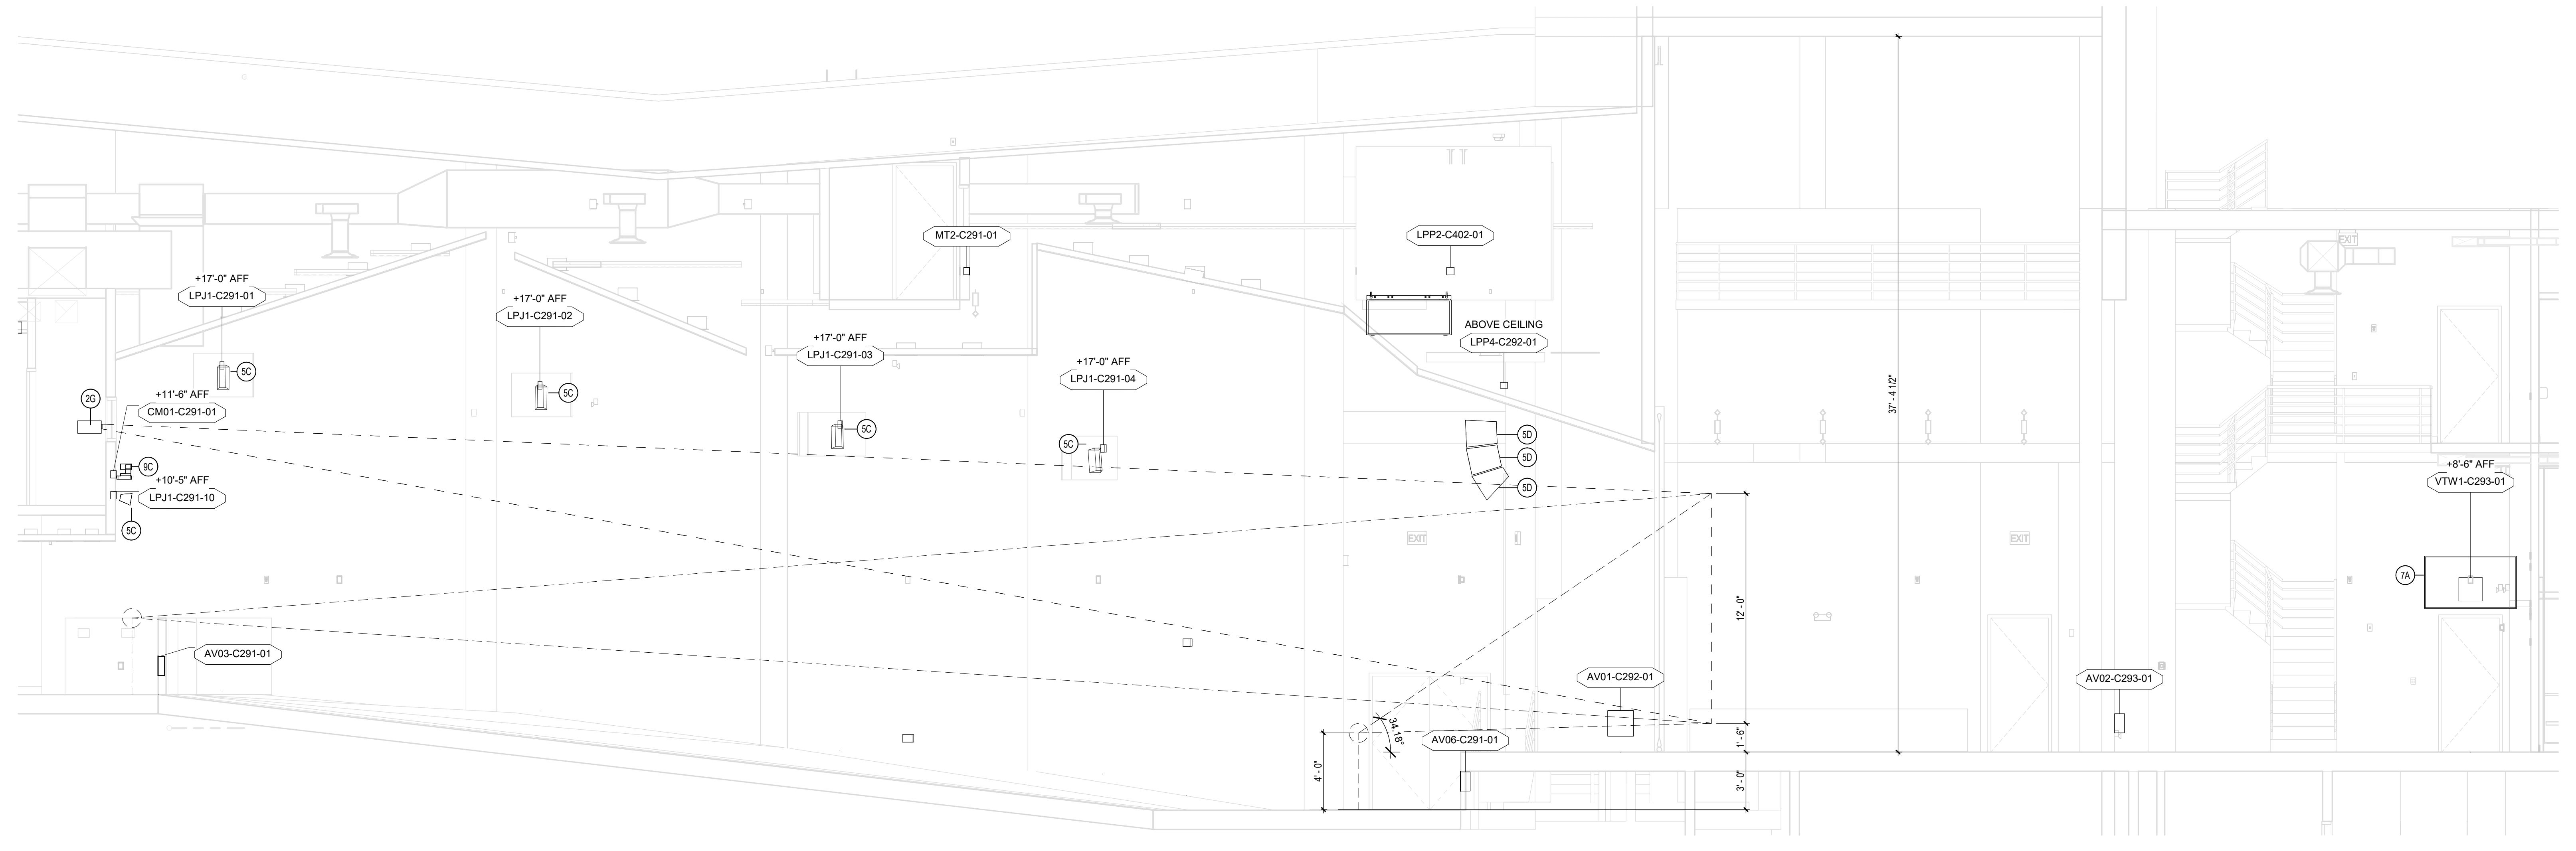 MT2-C291-01
LPP2-C402-01
EXIT
+17'-0" AFF
LPJ1-C291-01
+17'-0" AFF
LPJ1-C291-02
ABOVE CEILING
LPP4-C292-01
+17'-0" AFF
LPJ1-C291-03
+17'-0" AFF
LPJ1-C291-04
5C
5C
5C
5C
37' - 4 1/2"
2G
+11'-6" AFF
CM01-C291-01
5D
5D
5D
9C
+10'-5" AFF
LPJ1-C291-10
5C
+8'-6" AFF
VTW1-C293-01
EXIT
EXIT
7A
12' - 0"
AV03-C291-01
AV01-C292-01
AV02-C293-01
34.18°
AV06-C291-01
1' - 6"
4' - 0"
3' - 0"